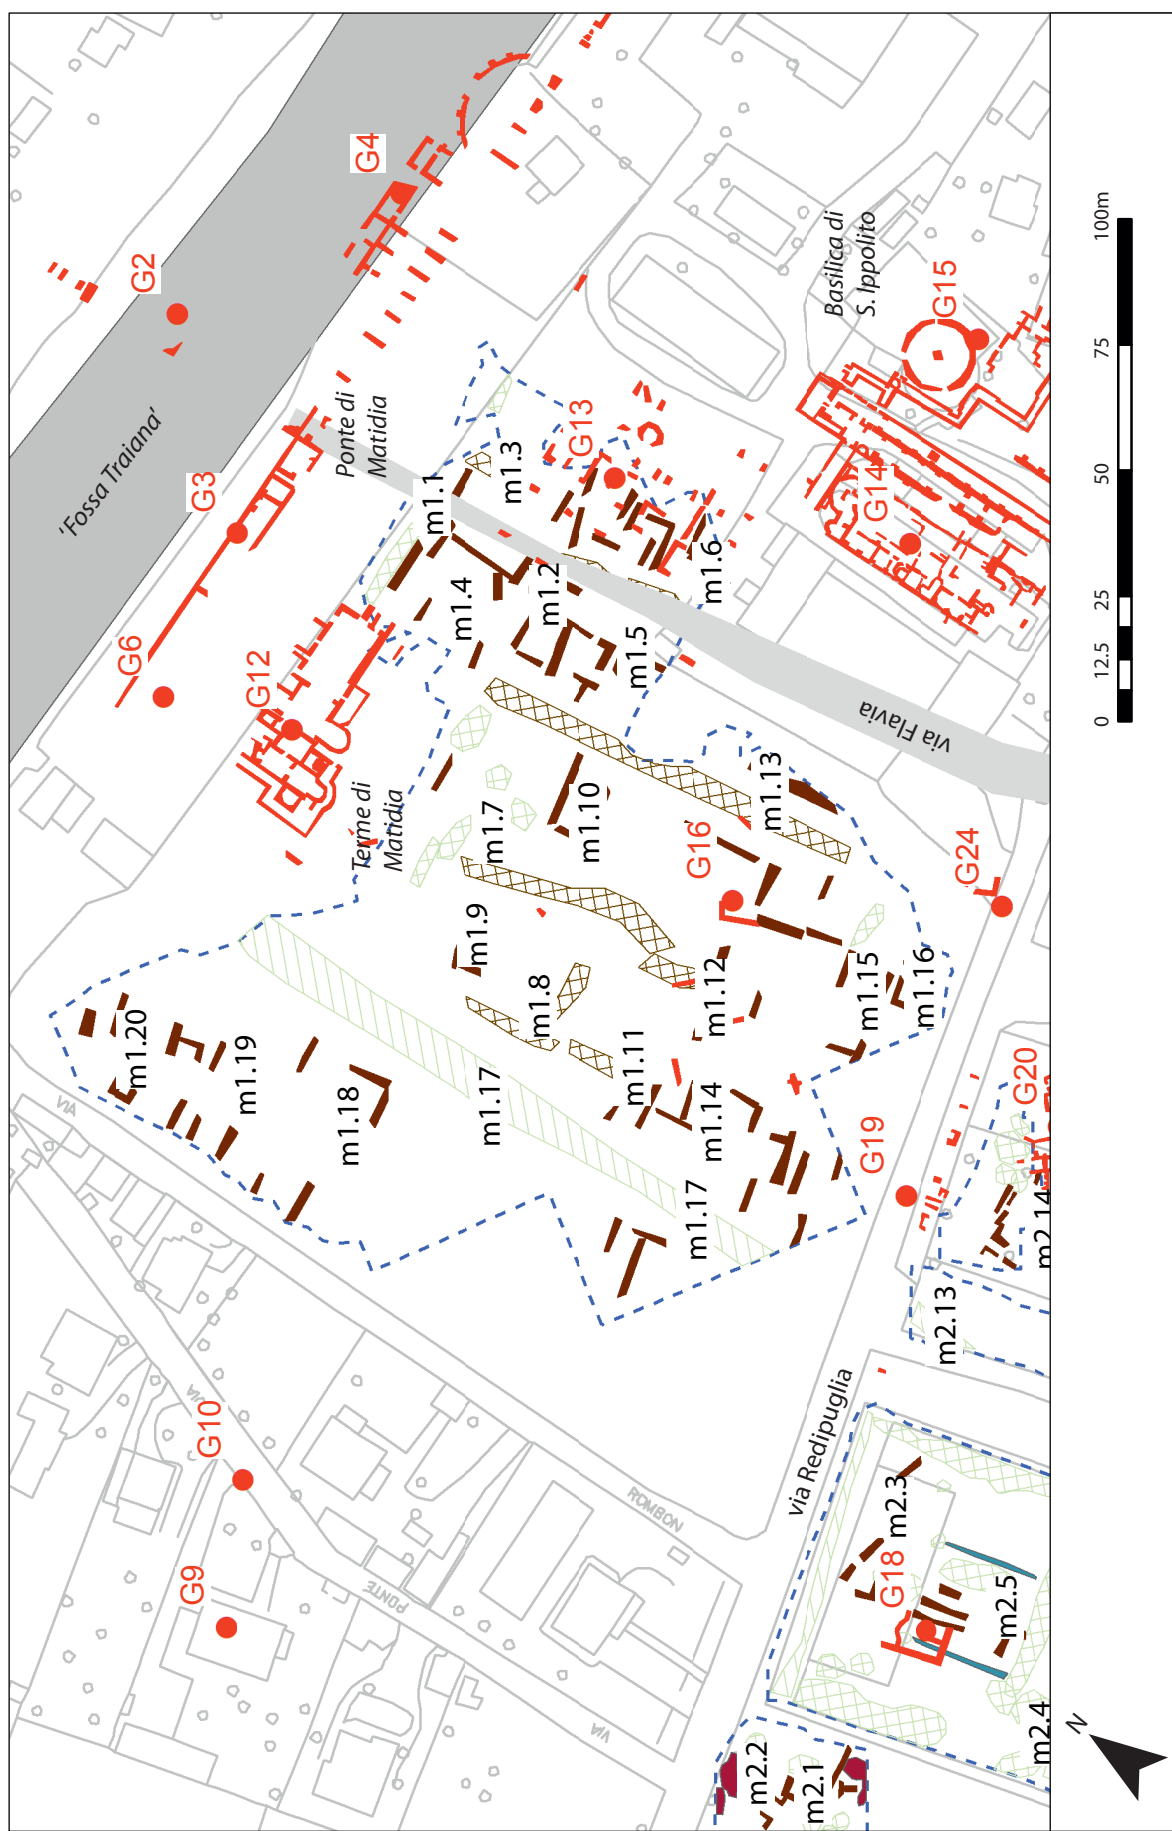 G2
G4
'Fossa Traiana'
G3
G6
G12
Ponte di
Matidia
Terme di
Matidia
m1.1
m1.3
G13
m1.4
m1.2
m1.6
m1.5
Basilica di
S. Ippolito
G15
G14
via Flavia
m1.7
m1.10
m1.13
G16
G24
m1.9
m1.8
m1.12
m1.15
m1.16
m1.11
m1.14
m1.17
m1.17
m1.20
m1.19
m1.18
G19
G20
m2.14
m2.13
via Redipuglia
VIA
ROMBON
VIA
PONTE
VIA
G10
G9
m2.3
G18
m2.5
m2.4
m2.2
m2.1
0
12.5
25
50
75
100m
N